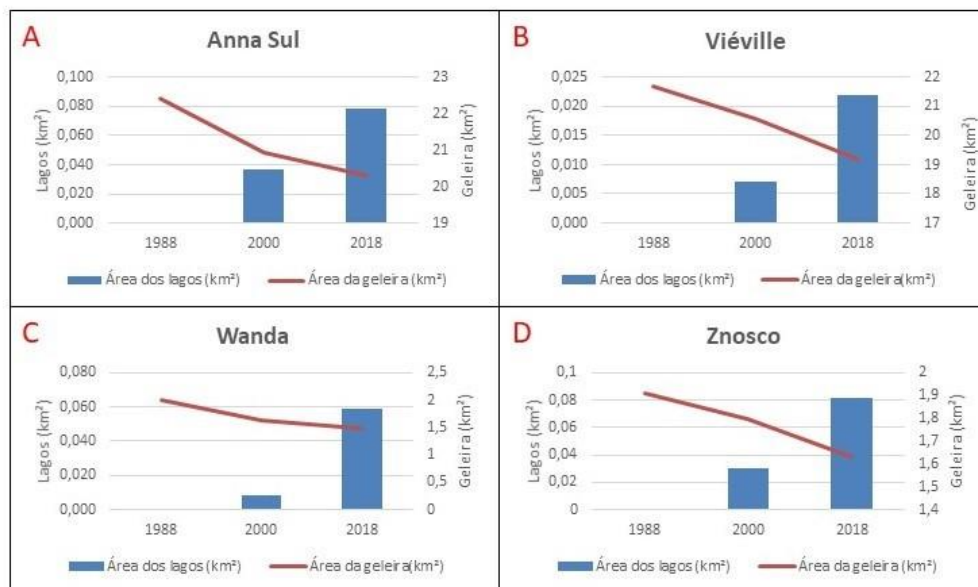 A
Anna Sul
0,100
0,080
0,060
0,040
0,020
0,000
Lagos (km²)
23
22
21
20
19
Geleira (km²)
1988 2000 2018
Área dos lagos (km²) Área da geleira (km²)
B
Viéville
0,025
0,020
0,015
0,010
0,005
0,000
Lagos (km²)
22
21
20
19
18
17
Geleira (km²)
1988 2000 2018
Área dos lagos (km²) Área da geleira(km²)
C
Wanda
0,080
0,060
0,040
0,020
0,000
Lagos (km²)
2,5
2
1,5
1
0,5
0
Geleira (km²)
1988 2000 2018
Área dos lagos (km²) Área da geleira(km²)
D
Znosco
0,1
0,08
0,06
0,04
0,02
0
Lagos (km²)
2
1,9
1,8
1,7
1,6
1,5
1,4
Geleira (km²)
1988 2000 2018
Área dos lagos (km²) Área da geleira(km²)